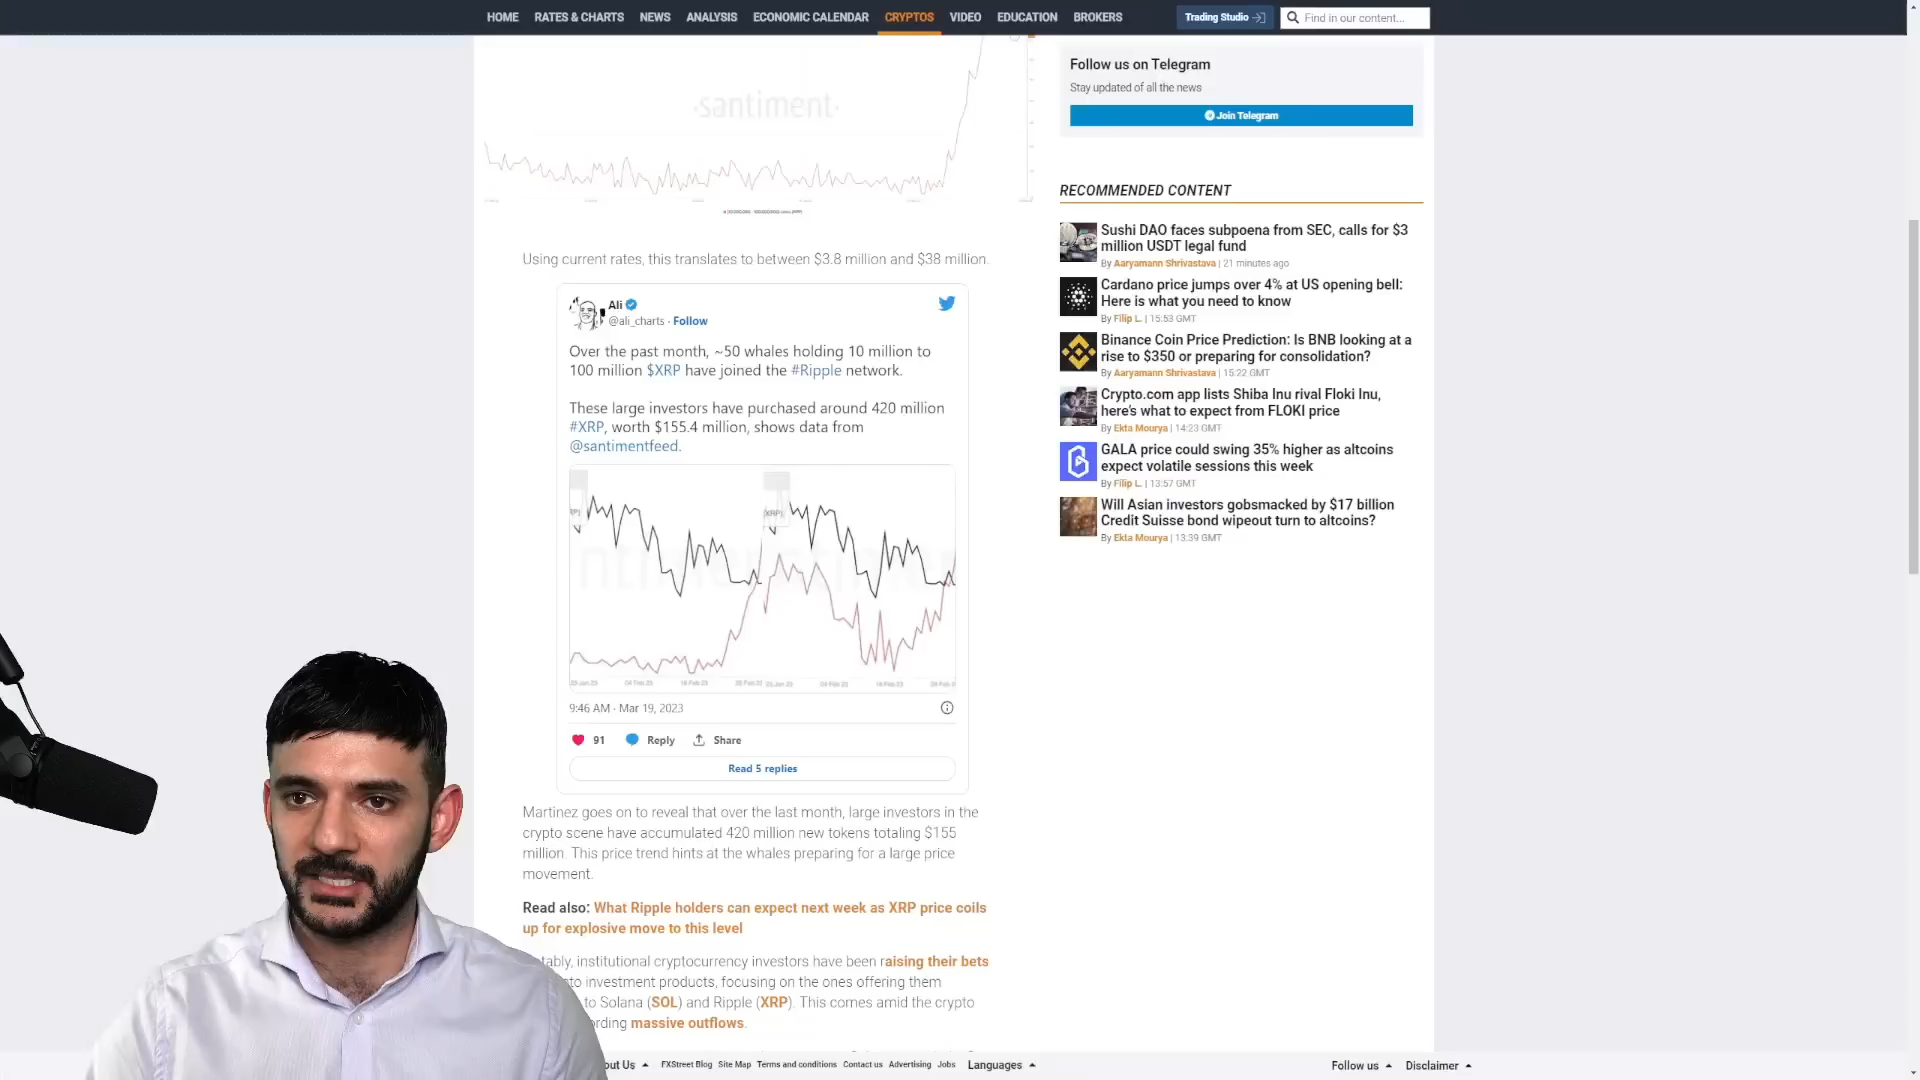 HOME RATES & CHARTS NEWS ANALYSIS ECONOMIC CALENDAR CRYPTOS VIDEO EDUCATION BROKERS Trading Studio Find in our content...
·santiment·
Using current rates, this translates to between $3.8 million and $38 million.
Ali
@ali_charts · Follow
Over the past month, ~50 whales holding 10 million to
100 million $XRP have joined the #Ripple network.
These large investors have purchased around 420 million
#XRP, worth $155.4 million, shows data from
@santimentfeed.
9:46 AM · Mar 19, 2023
91 Reply Share
Read 5 replies
Martinez goes on to reveal that over the last month, large investors in the
crypto scene have accumulated 420 million new tokens totaling $155
million. This price trend hints at the whales preparing for a large price
movement.
Read also: What Ripple holders can expect next week as XRP price coils
up for explosive move to this level
tably, institutional cryptocurrency investors have been raising their bets
to investment products, focusing on the ones offering them
to Solana (SOL) and Ripple (XRP). This comes amid the crypto
ording massive outflows.
Follow us on Telegram
Stay updated of all the news
Join Telegram
RECOMMENDED CONTENT
Sushi DAO faces subpoena from SEC, calls for $3
million USDT legal fund
By Aaryamann Shrivastava | 21 minutes ago
Cardano price jumps over 4% at US opening bell:
Here is what you need to know
By Filip L. | 15:53 GMT
Binance Coin Price Prediction: Is BNB looking at a
rise to $350 or preparing for consolidation?
By Aaryamann Shrivastava | 15:22 GMT
Crypto.com app lists Shiba Inu rival Floki Inu,
here's what to expect from FLOKI price
By Ekta Mourya | 14:23 GMT
GALA price could swing 35% higher as altcoins
expect volatile sessions this week
By Filip L. | 13:57 GMT
Will Asian investors gobsmacked by $17 billion
Credit Suisse bond wipeout turn to altcoins?
By Ekta Mourya | 13:39 GMT
out Us FXStreet Blog Site Map Terms and conditions Contact us Advertising Jobs Languages Follow us Disclaimer